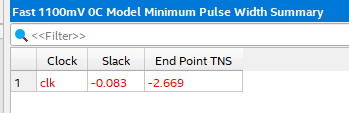 Fast 1100mV 0C Model Minimum Pulse Width Summary
<<Filter>>
Clock Slack End Point TNS
1 clk -0.083 -2.669